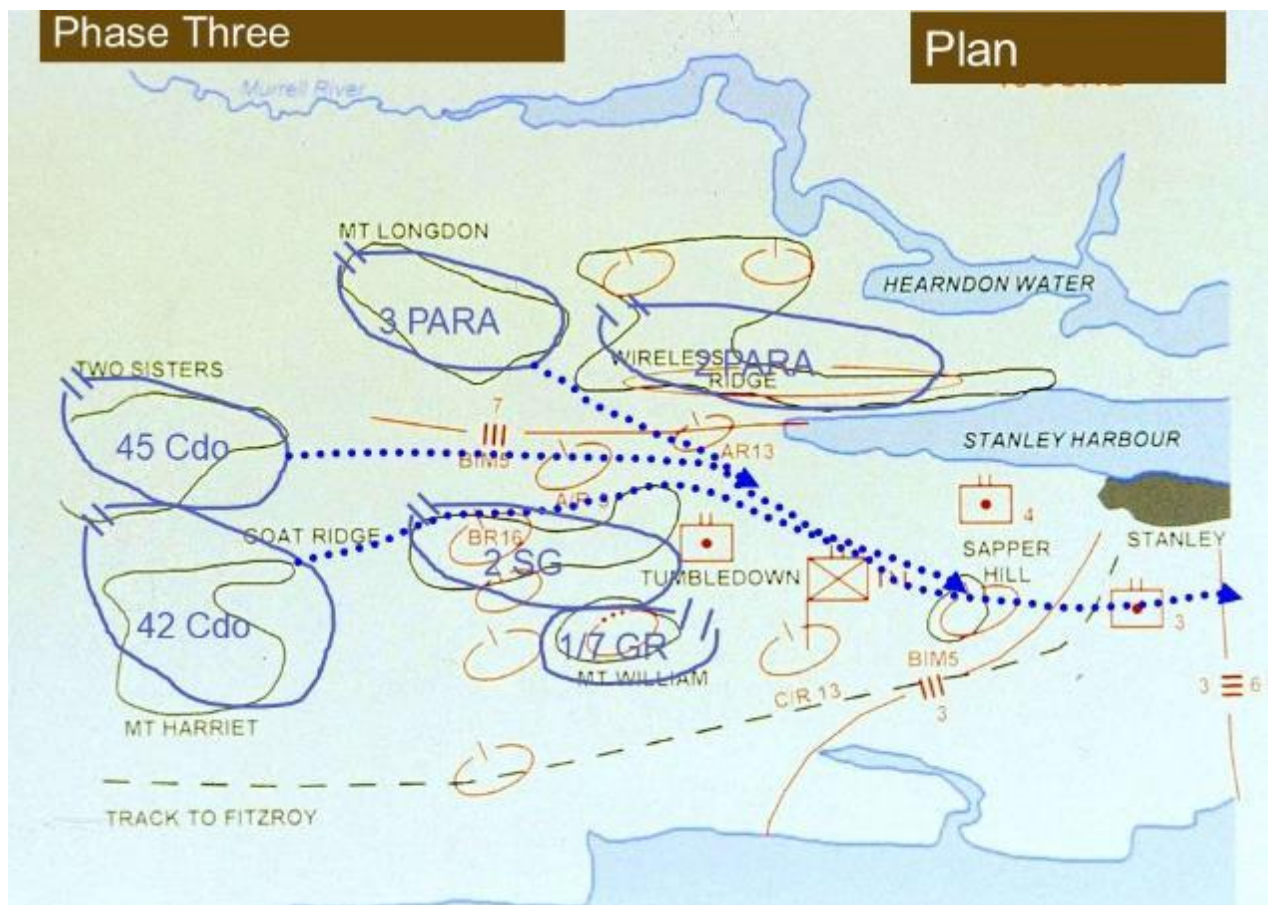 Phase Three
Plan
Murrell River
MT LONGDON
HEARNDON WATER
3 PARA
WIRELESS
RIDGE
2 PARA
TWO SISTERS
45 Cdo
7
BIM5
AR13
STANLEY HARBOUR
GOAT RIDGE
BR16
2 SG
4
STANLEY
SAPPER
HILL
TUMBLEDOWN
42 Cdo
1/7 GR
MT WILLIAM
3
BIM5
C/R 13
3
3
6
MT HARRIET
TRACK TO FITZROY